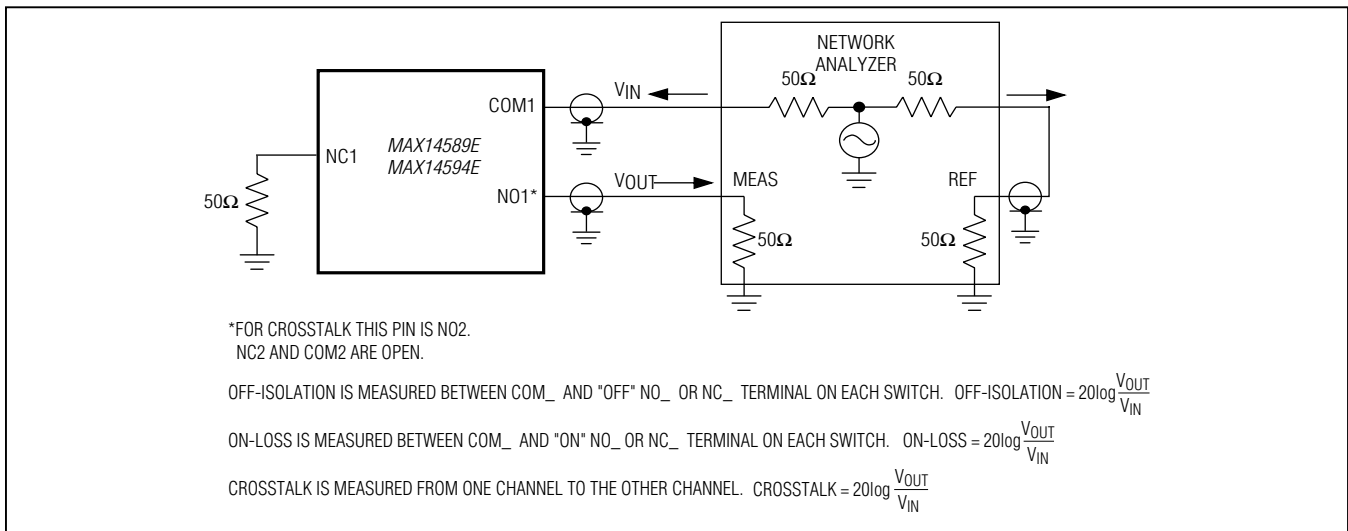 NETWORK
ANALYZER
50Ω 50Ω
VIN
COM1
MAX14589E
MAX14594E
NC1
50Ω
NO1*
VOUT
MEAS
REF
50Ω
50Ω
*FOR CROSSTALK THIS PIN IS NO2.
NC2 AND COM2 ARE OPEN.
OFF-ISOLATION IS MEASURED BETWEEN COM_ AND "OFF" NO_ OR NC_ TERMINAL ON EACH SWITCH. OFF-ISOLATION = 20log VOUT/VIN
ON-LOSS IS MEASURED BETWEEN COM_ AND "ON" NO_ OR NC_ TERMINAL ON EACH SWITCH. ON-LOSS = 20log VOUT/VIN
CROSSTALK IS MEASURED FROM ONE CHANNEL TO THE OTHER CHANNEL. CROSSTALK = 20log VOUT/VIN